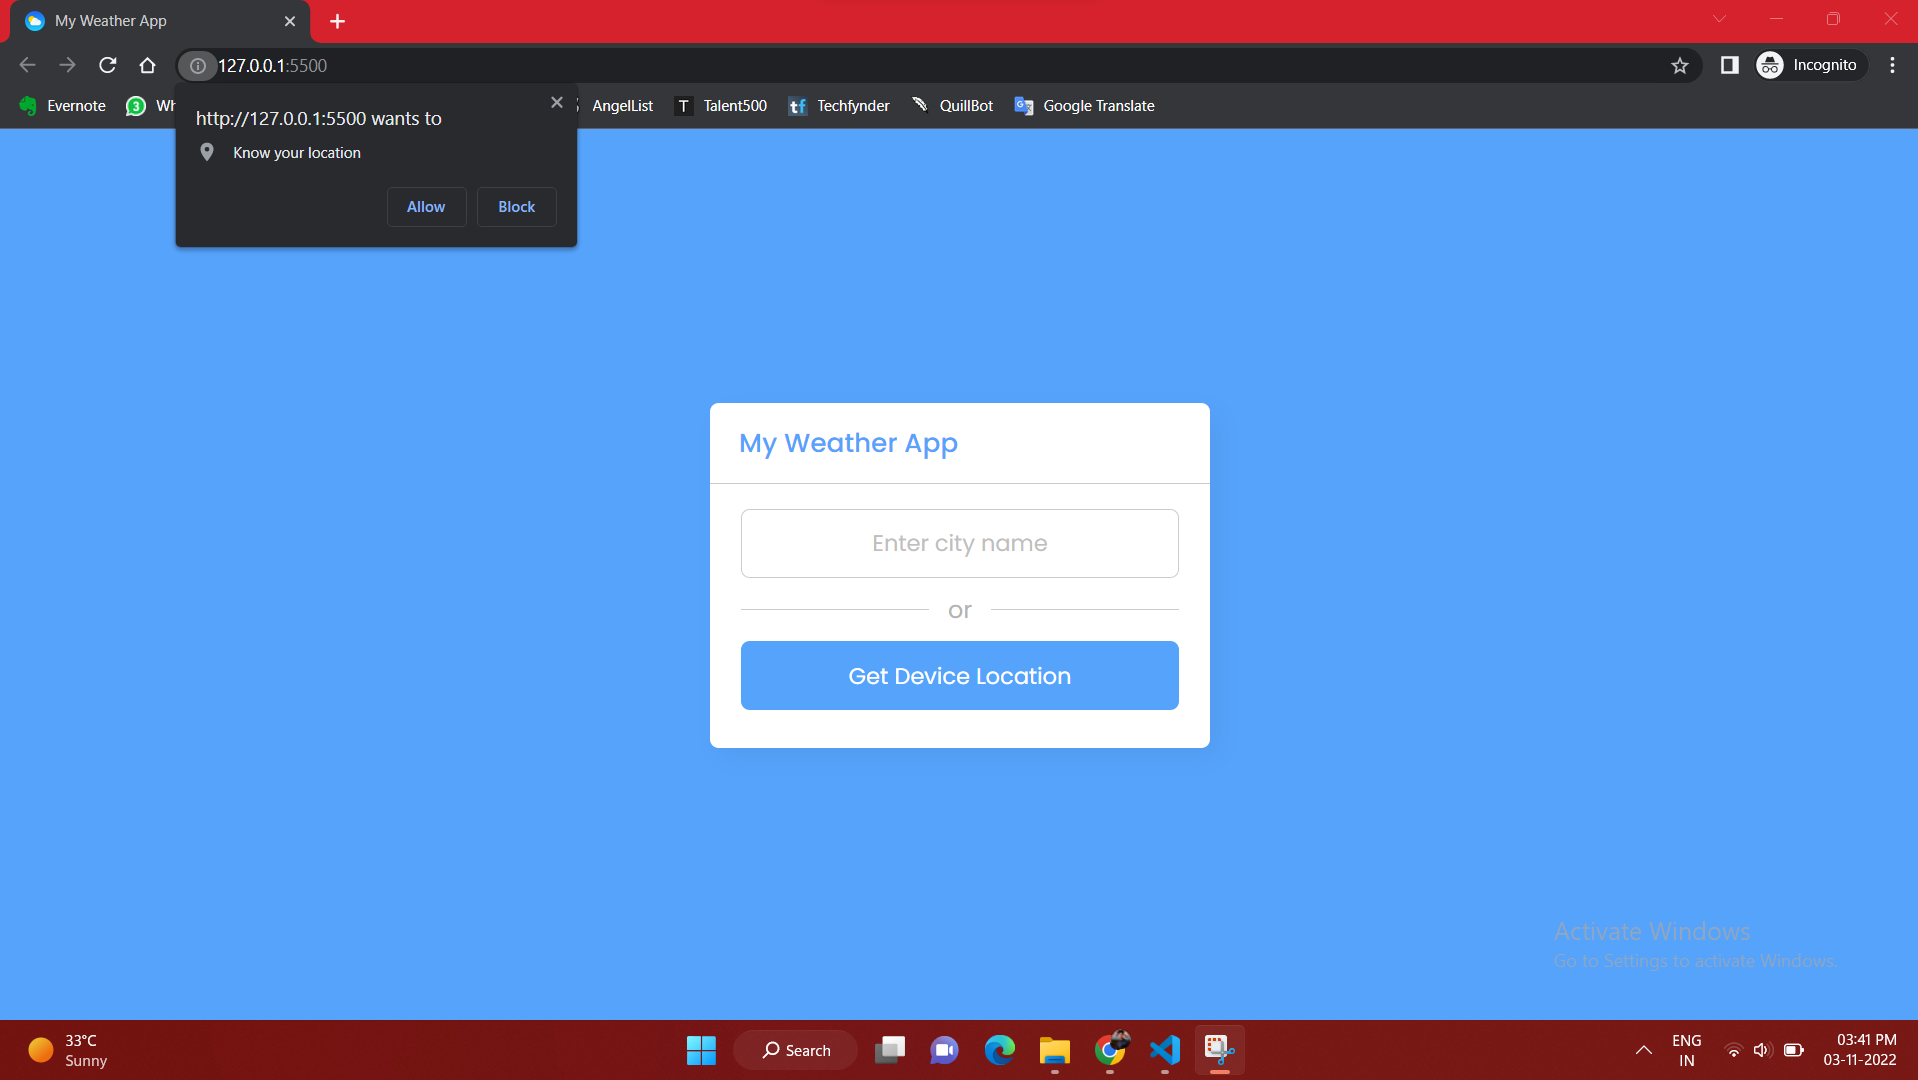 My Weather App
127.0.0.1:5500
Incognito
Evernote
3
Wh
AngelList
T Talent500
tf Techfynder
QuillBot
Google Translate
http://127.0.0.1:5500 wants to
Know your location
Allow
Block
My Weather App
Enter city name
or
Get Device Location
Activate Windows
Go to Settings to activate Windows.
33°C
Sunny
Search
ENG
IN
03:41 PM
03-11-2022